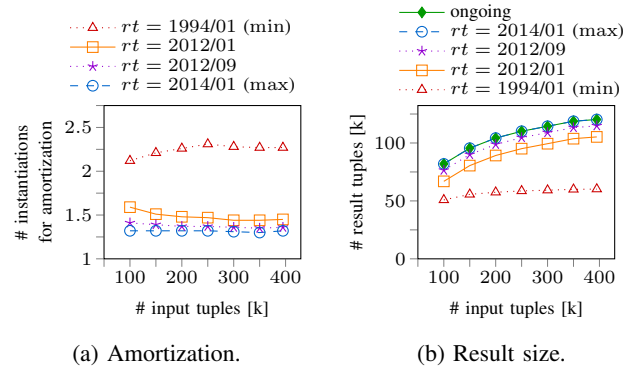 rt = 1994/01 (min)
rt = 2012/01
rt = 2012/09
rt = 2014/01 (max)
# instantiations
for amortization
2.5
2
1.5
1
100
200
300
400
# input tuples [k]
(a) Amortization.
ongoing
rt = 2014/01 (max)
rt = 2012/09
rt = 2012/01
rt = 1994/01 (min)
# result tuples [k]
100
50
0
100
200
300
400
# input tuples [k]
(b) Result size.